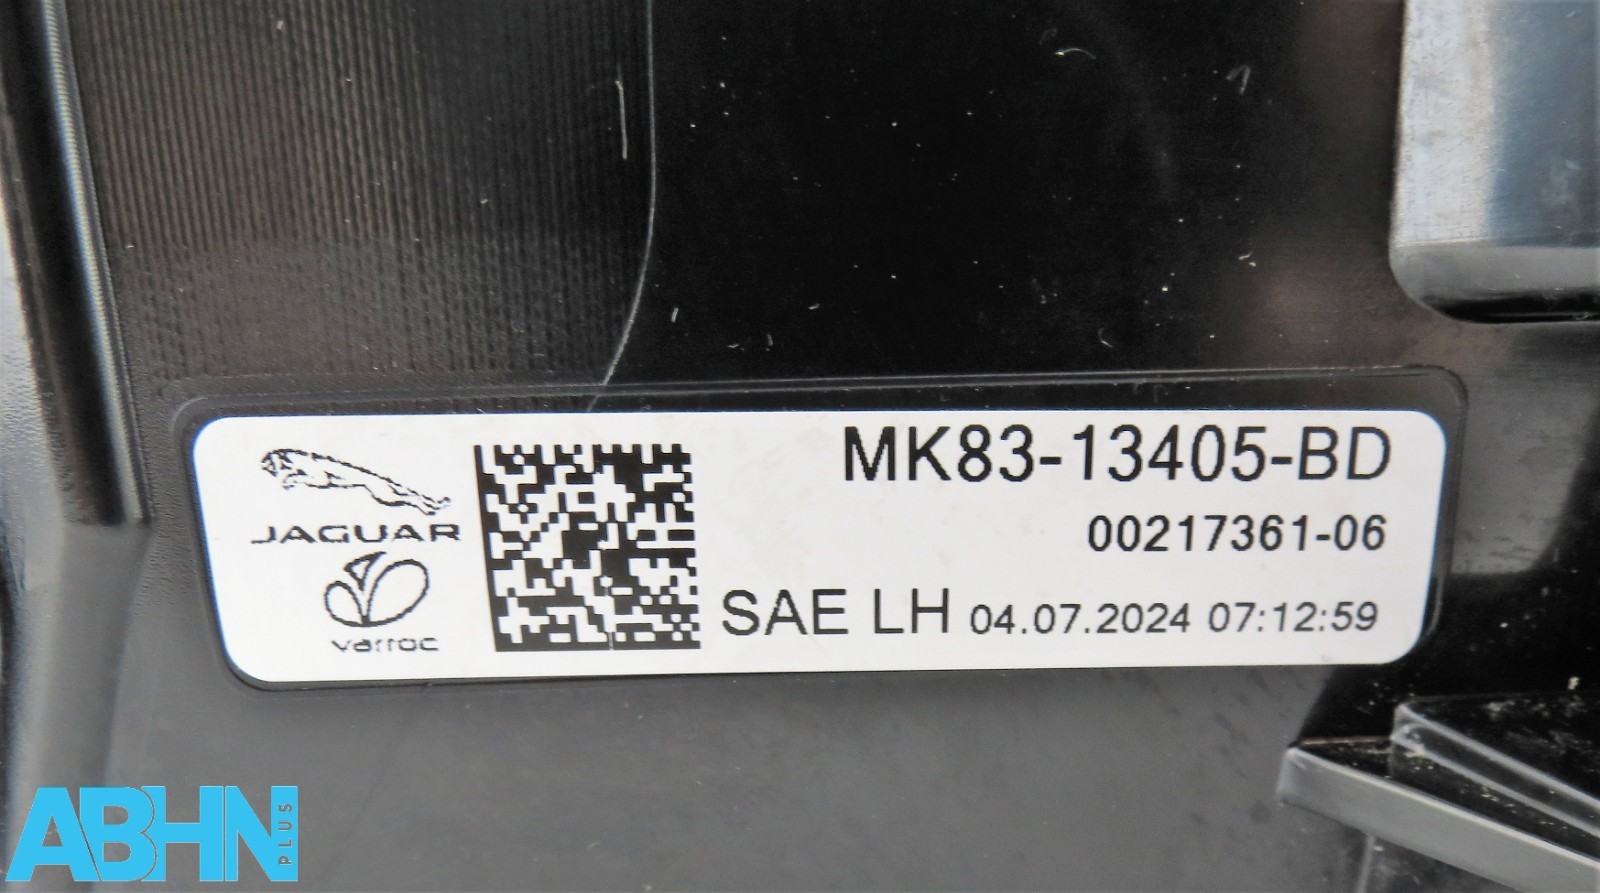 MK83-13405-BD
JAGUAR
00217361-06
varroc
SAE LH 04.07.2024 07:12:59
ABHN PLUS